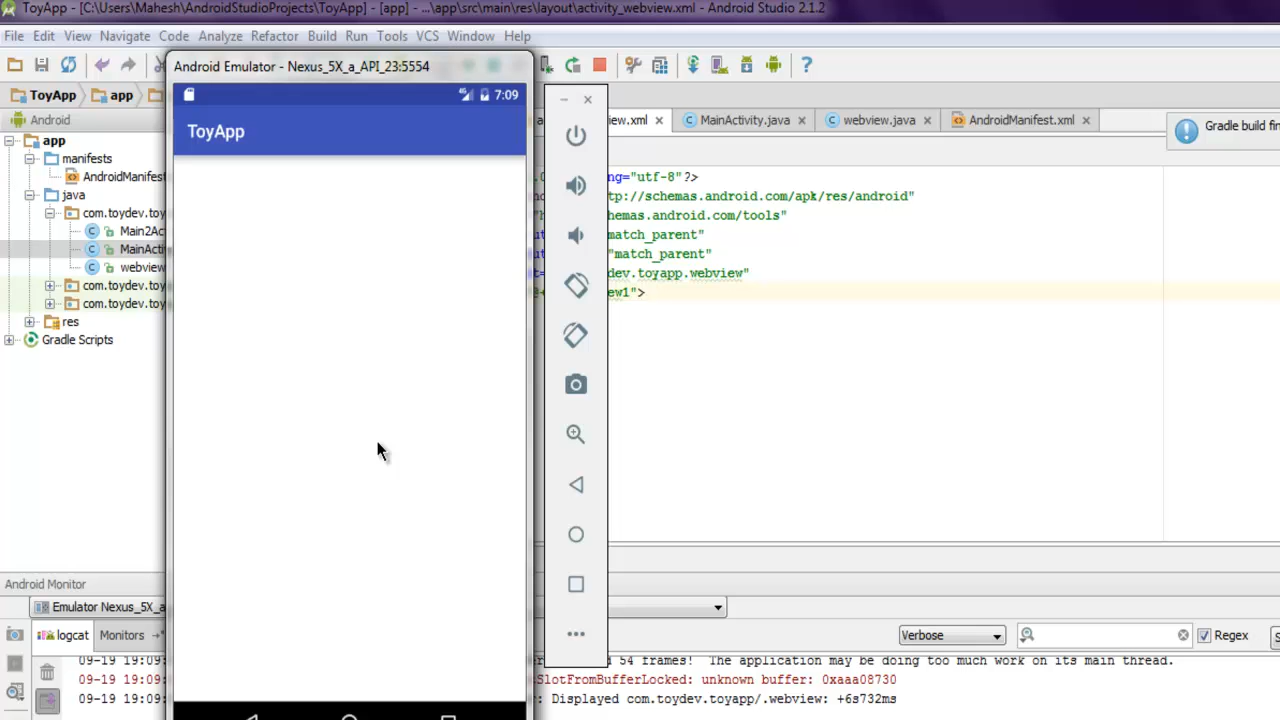 ToyApp - [C:\Users\Mahesh\AndroidStudioProjects\ToyApp] - [app] - ...\app\src\main\res\layout\activity_webview.xml - Android Studio 2.1.2
File Edit View Navigate Code Analyze Refactor Build Run Tools VCS Window Help
Android Emulator - Nexus_5X_a_API_23:5554
ToyApp app
7:09
ToyApp
iew.xml MainActivity.java webview.java AndroidManifest.xml
Gradle build fin
Android
app
manifests
AndroidManifest
java
com.toydev.toy
Main2Ac
MainActi
webview
com.toydev.toy
com.toydev.toy
res
Gradle Scripts
ng="utf-8"?>
tp://schemas.android.com/apk/res/android"
hemas.android.com/tools"
match_parent"
"match_parent"
dev.toyapp.webview"
ew1">
Android Monitor
Emulator Nexus_5X_a
logcat Monitors
Verbose Regex
09-19 19:09: d 54 frames! The application may be doing too much work on its main thread.
09-19 19:09: SlotFromBufferLocked: unknown buffer: 0xaaa08730
09-19 19:09: r: Displayed com.toydev.toyapp/.webview: +6s732ms